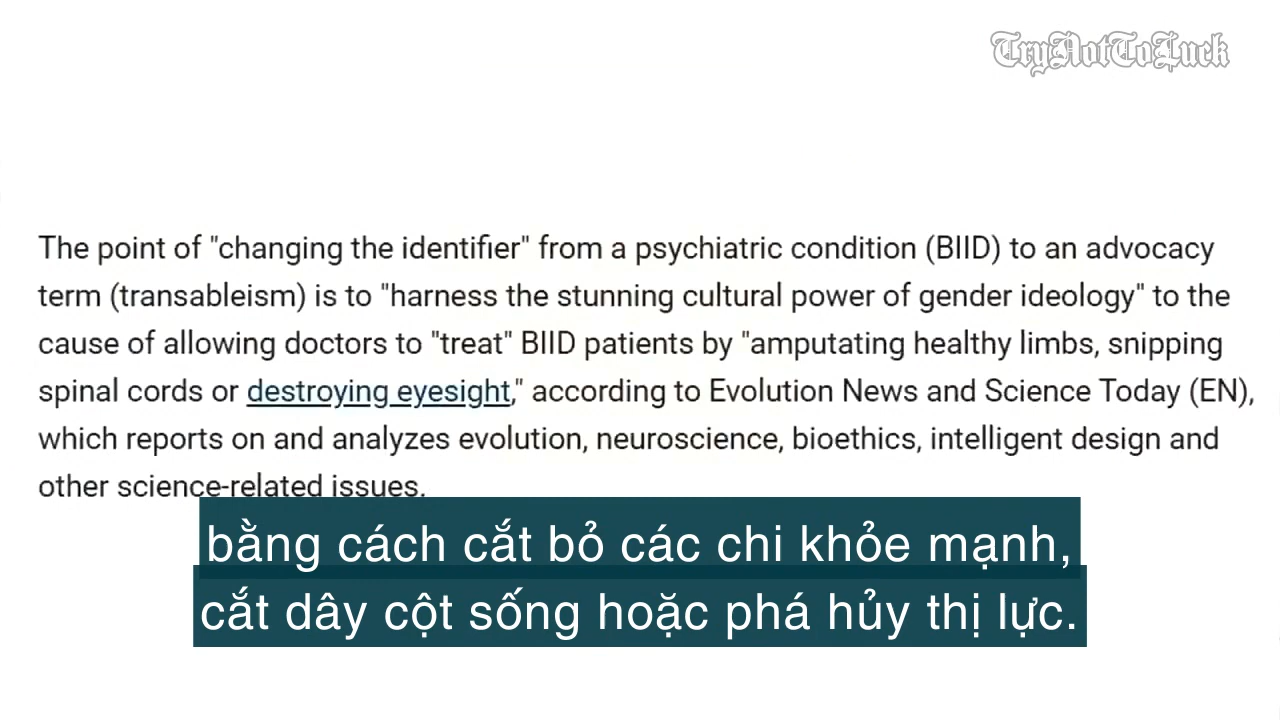 TryNotToLuck
The point of "changing the identifier" from a psychiatric condition (BIID) to an advocacy
term (transableism) is to "harness the stunning cultural power of gender ideology" to the
cause of allowing doctors to "treat" BIID patients by "amputating healthy limbs, snipping
spinal cords or destroying eyesight," according to Evolution News and Science Today (EN),
which reports on and analyzes evolution, neuroscience, bioethics, intelligent design and
other science-related issues.
bằng cách cắt bỏ các chi khỏe mạnh,
cắt dây cột sống hoặc phá hủy thị lực.